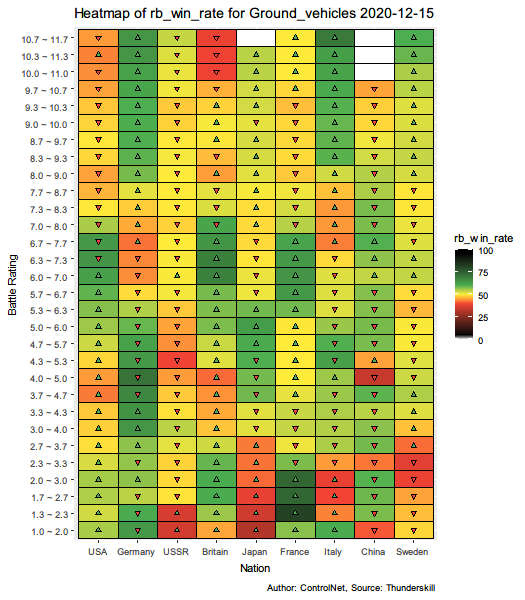 Heatmap of rb_win_rate for Ground_vehicles 2020-12-15
Battle Rating
10.7 ~ 11.7
10.3 ~ 11.3
10.0 ~ 11.0
9.7 ~ 10.7
9.3 ~ 10.3
9.0 ~ 10.0
8.7 ~ 9.7
8.3 ~ 9.3
8.0 ~ 9.0
7.7 ~ 8.7
7.3 ~ 8.3
7.0 ~ 8.0
6.7 ~ 7.7
6.3 ~ 7.3
6.0 ~ 7.0
5.7 ~ 6.7
5.3 ~ 6.3
5.0 ~ 6.0
4.7 ~ 5.7
4.3 ~ 5.3
4.0 ~ 5.0
3.7 ~ 4.7
3.3 ~ 4.3
3.0 ~ 4.0
2.7 ~ 3.7
2.3 ~ 3.3
2.0 ~ 3.0
1.7 ~ 2.7
1.3 ~ 2.3
1.0 ~ 2.0
USA Germany USSR Britain Japan France Italy China Sweden
Nation
rb_win_rate
100
75
50
25
0
Author: ControlNet, Source: Thunderskill